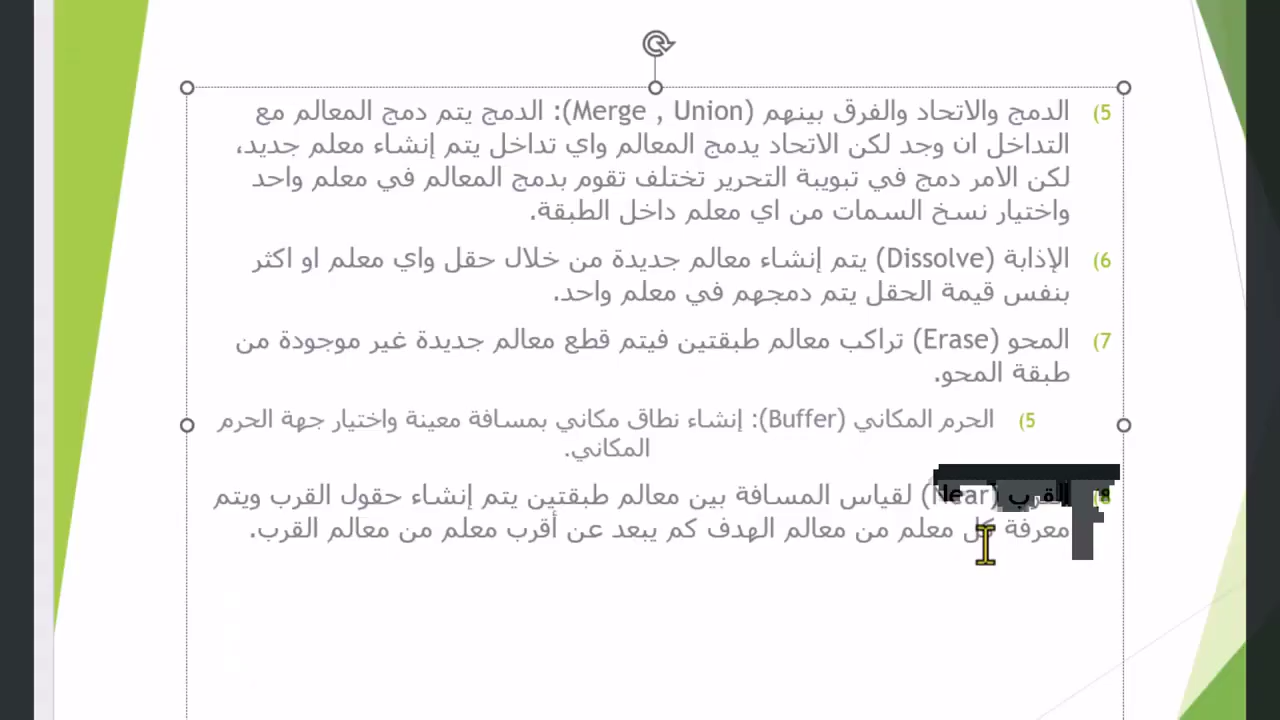 5) الدمج والاتحاد والفرق بينهم (Merge , Union): الدمج يتم دمج المعالم مع
التداخل ان وجد لكن الاتحاد يدمج المعالم واي تداخل يتم إنشاء معلم جديد،
لكن الامر دمج في تبويبة التحرير تختلف تقوم بدمج المعالم في معلم واحد
واختيار نسخ السمات من اي معلم داخل الطبقة.
6) الإذابة (Dissolve) يتم إنشاء معالم جديدة من خلال حقل واي معلم او اكثر
بنفس قيمة الحقل يتم دمجهم في معلم واحد.
7) المحو (Erase) تراكب معالم طبقتين فيتم قطع معالم جديدة غير موجودة من
طبقة المحو.
5) الحرم المكاني (Buffer): إنشاء نطاق مكاني بمسافة معينة واختيار جهة الحرم
المكاني.
8) القرب (Near) لقياس المسافة بين معالم طبقتين يتم إنشاء حقول القرب ويتم
معرفة كل معلم من معالم الهدف كم يبعد عن أقرب معلم من معالم القرب.